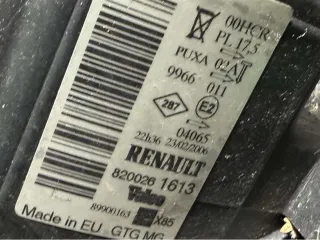 00HCR
PL 17,5
PUXA 02A
9966 011
287 E2
04065
22h36 23/02/2006
RENAULT
820026 1613
Valeo
89900163 X85
Made in EU GTG MG